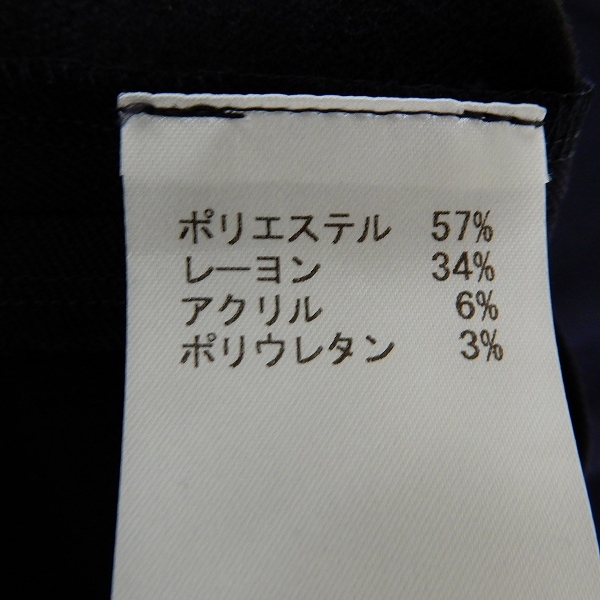 ポリエステル 57%
レーヨン 34%
アクリル 6%
ポリウレタン 3%